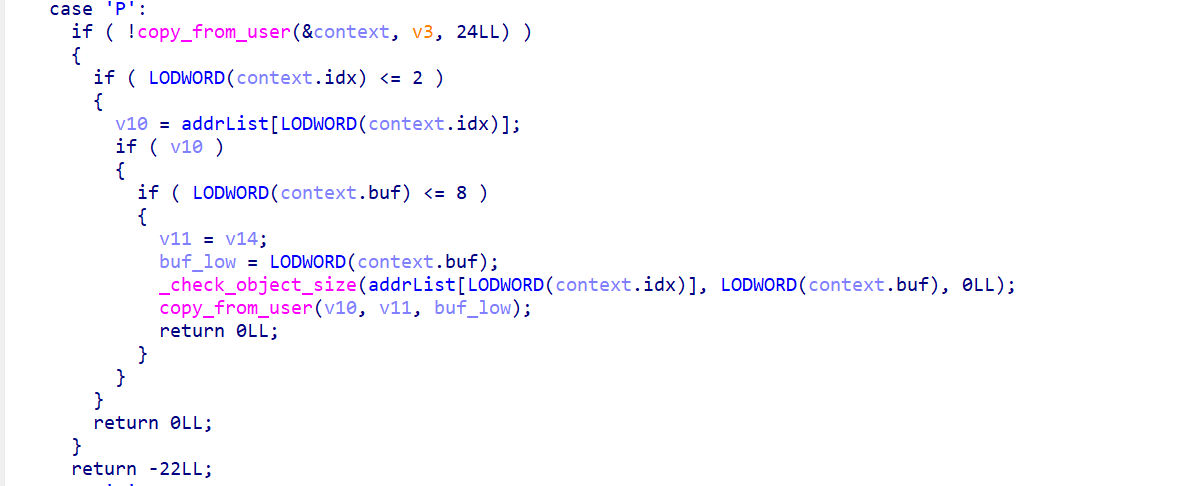 case 'P':
if ( !copy_from_user(&context, v3, 24LL) )
{
if ( LODWORD(context.idx) <= 2 )
{
v10 = addrList[LODWORD(context.idx)];
if ( v10 )
{
if ( LODWORD(context.buf) <= 8 )
{
v11 = v14;
buf_low = LODWORD(context.buf);
_check_object_size(addrList[LODWORD(context.idx)], LODWORD(context.buf), 0LL);
copy_from_user(v10, v11, buf_low);
return 0LL;
}
}
}
return 0LL;
}
return -22LL;